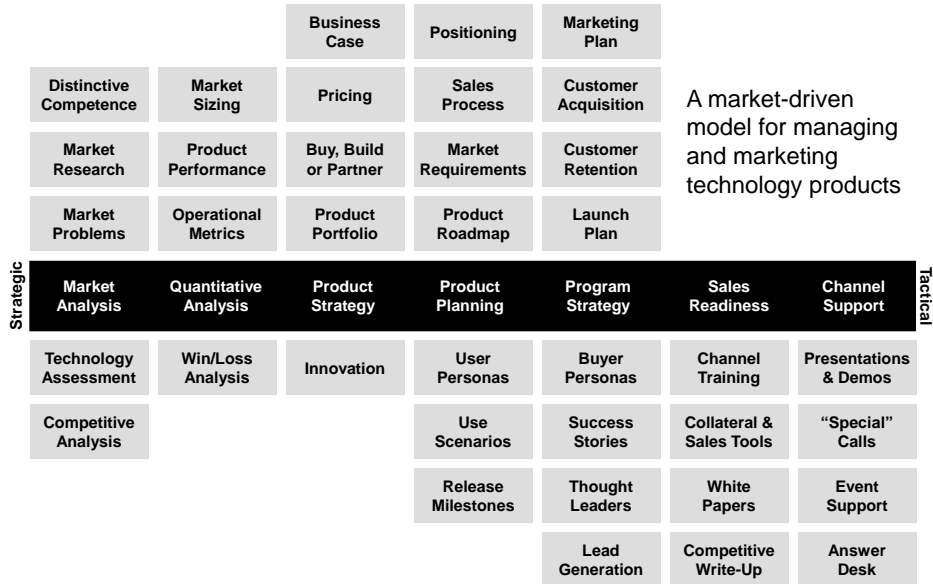 Business
Case
Positioning
Marketing
Plan
Distinctive
Competence
Market
Sizing
Pricing
Sales
Process
Customer
Acquisition
A market-driven
model for managing
and marketing
technology products
Market
Research
Product
Performance
Buy, Build
or Partner
Market
Requirements
Customer
Retention
Market
Problems
Operational
Metrics
Product
Portfolio
Product
Roadmap
Launch
Plan
Strategic
Market
Analysis
Quantitative
Analysis
Product
Strategy
Product
Planning
Program
Strategy
Sales
Readiness
Channel
Support
Tactical
Technology
Assessment
Win/Loss
Analysis
Innovation
User
Personas
Buyer
Personas
Channel
Training
Presentations
& Demos
Competitive
Analysis
Use
Scenarios
Success
Stories
Collateral &
Sales Tools
“Special”
Calls
Release
Milestones
Thought
Leaders
White
Papers
Event
Support
Lead
Generation
Competitive
Write-Up
Answer
Desk